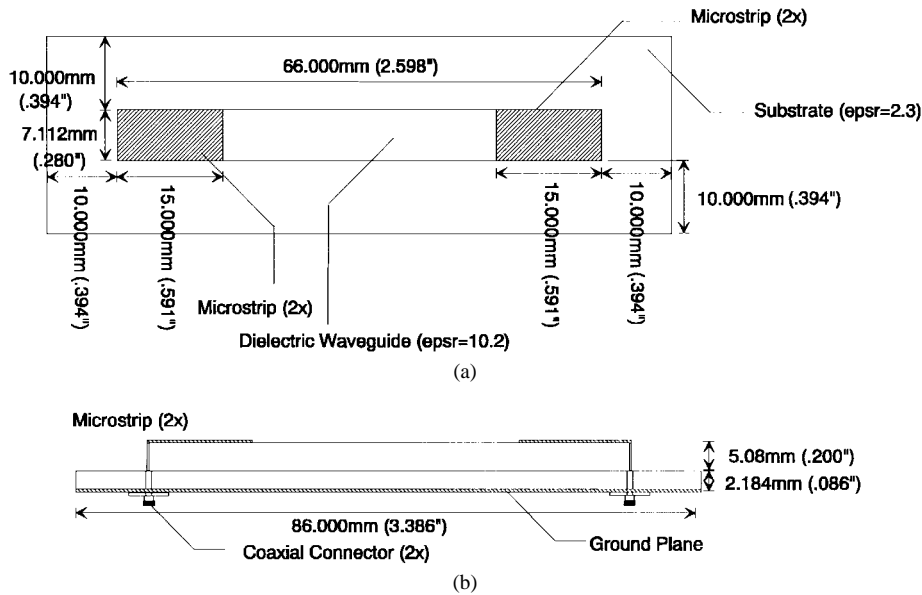 Microstrip (2x)
10.000mm
(.394")
66.000mm (2.598")
Substrate (epsr=2.3)
7.112mm
(.280")
10.000mm (.394")
15.000mm (.591")
15.000mm (.591")
10.000mm (.394")
10.000mm (.394")
Microstrip (2x)
Dielectric Waveguide (epsr=10.2)
(a)
Microstrip (2x)
5.08mm (.200")
2.184mm (.086")
86.000mm (3.386")
Coaxial Connector (2x)
Ground Plane
(b)